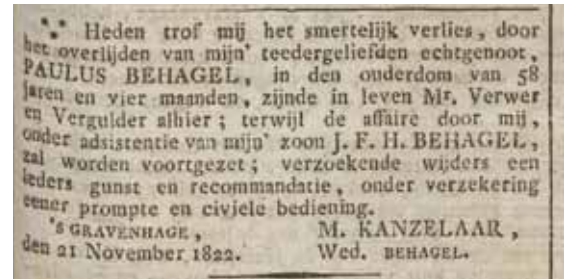 ⁂ Heden trof mij het smertelijk verlies, door
het overlijden van mijn' teedergeliefden echtgenoot,
PAULUS BEHAGEL, in den ouderdom van 58
jaren en vier maanden, zijnde in leven Mr. Verwer
en Vergulder alhier; terwijl de affaire door mij,
onder adsistentie van mijn' zoon J. F. H. BEHAGEL,
zal worden voortgezet; verzoekende wijders een
ieders gunst en recommandatie, onder verzekering
eener prompte en civiele bediening.
'S GRAVENHAGE, M. KANZELAAR,
den 21 November 1822. Wed. BEHAGEL.